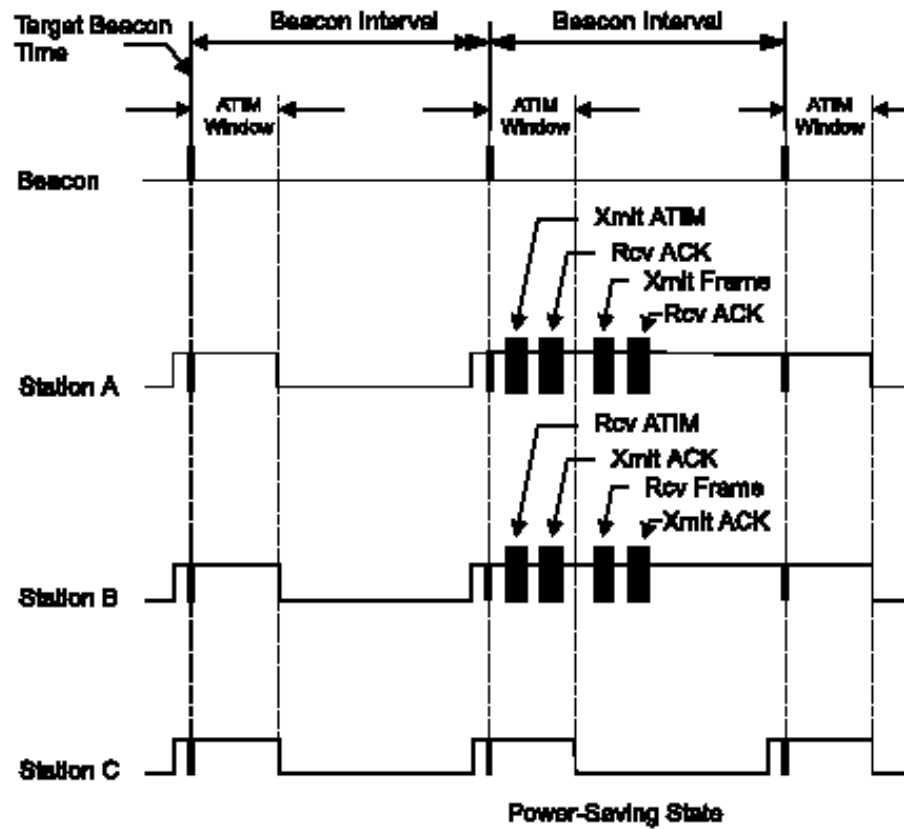 Target Beacon
Time
Beacon Interval
Beacon Interval
ATIM
Window
ATIM
Window
ATIM
Window
Beacon
Xmit ATIM
Rcv ACK
Xmit Frame
Rcv ACK
Station A
Rcv ATIM
Xmit ACK
Rcv Frame
Xmit ACK
Station B
Station C
Power-Saving State